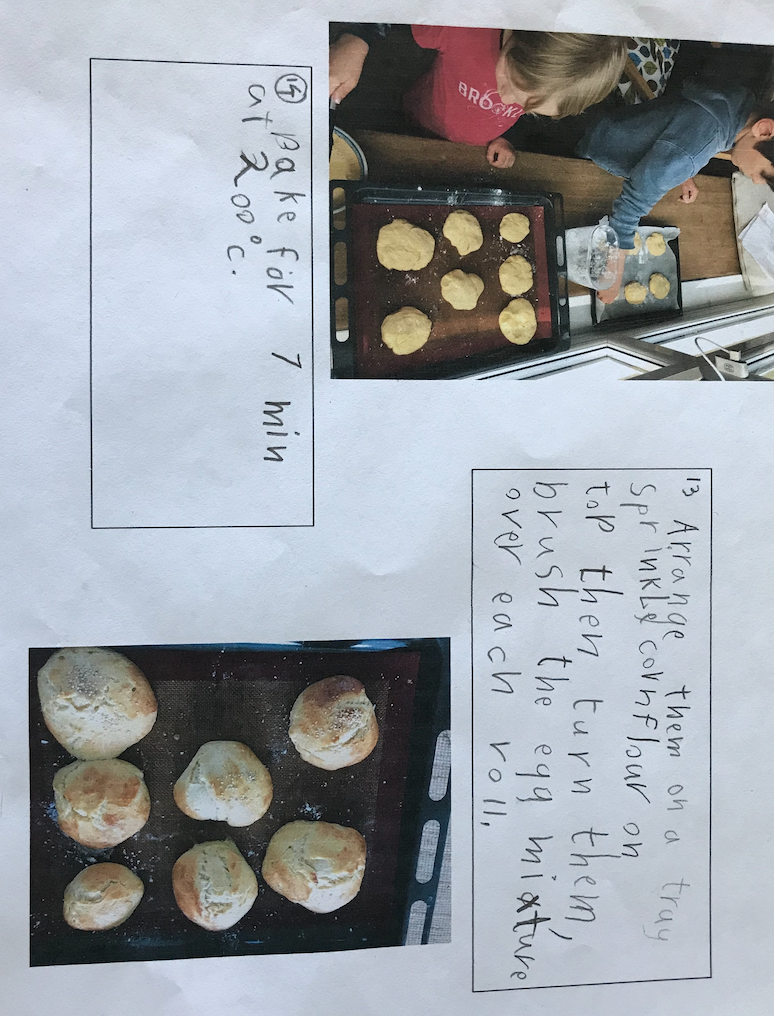 13 Arrange them on a tray
sprinkle cornflour on
top then turn them,
brush the egg mixture
over each roll.
14 Bake for 7 min
at 200°c.